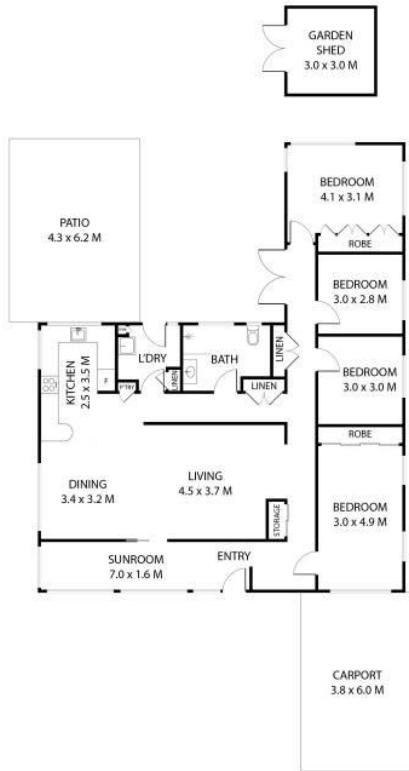 GARDEN
SHED
3.0 x 3.0 M
BEDROOM
4.1 x 3.1 M
ROBE
PATIO
4.3 x 6.2 M
BEDROOM
3.0 x 2.8 M
KITCHEN
2.5 x 3.5 M
F
P'TRY
L'DRY
LINEN
BATH
LINEN
LINEN
BEDROOM
3.0 x 3.0 M
ROBE
DINING
3.4 x 3.2 M
LIVING
4.5 x 3.7 M
STORAGE
BEDROOM
3.0 x 4.9 M
SUNROOM
7.0 x 1.6 M
ENTRY
CARPORT
3.8 x 6.0 M